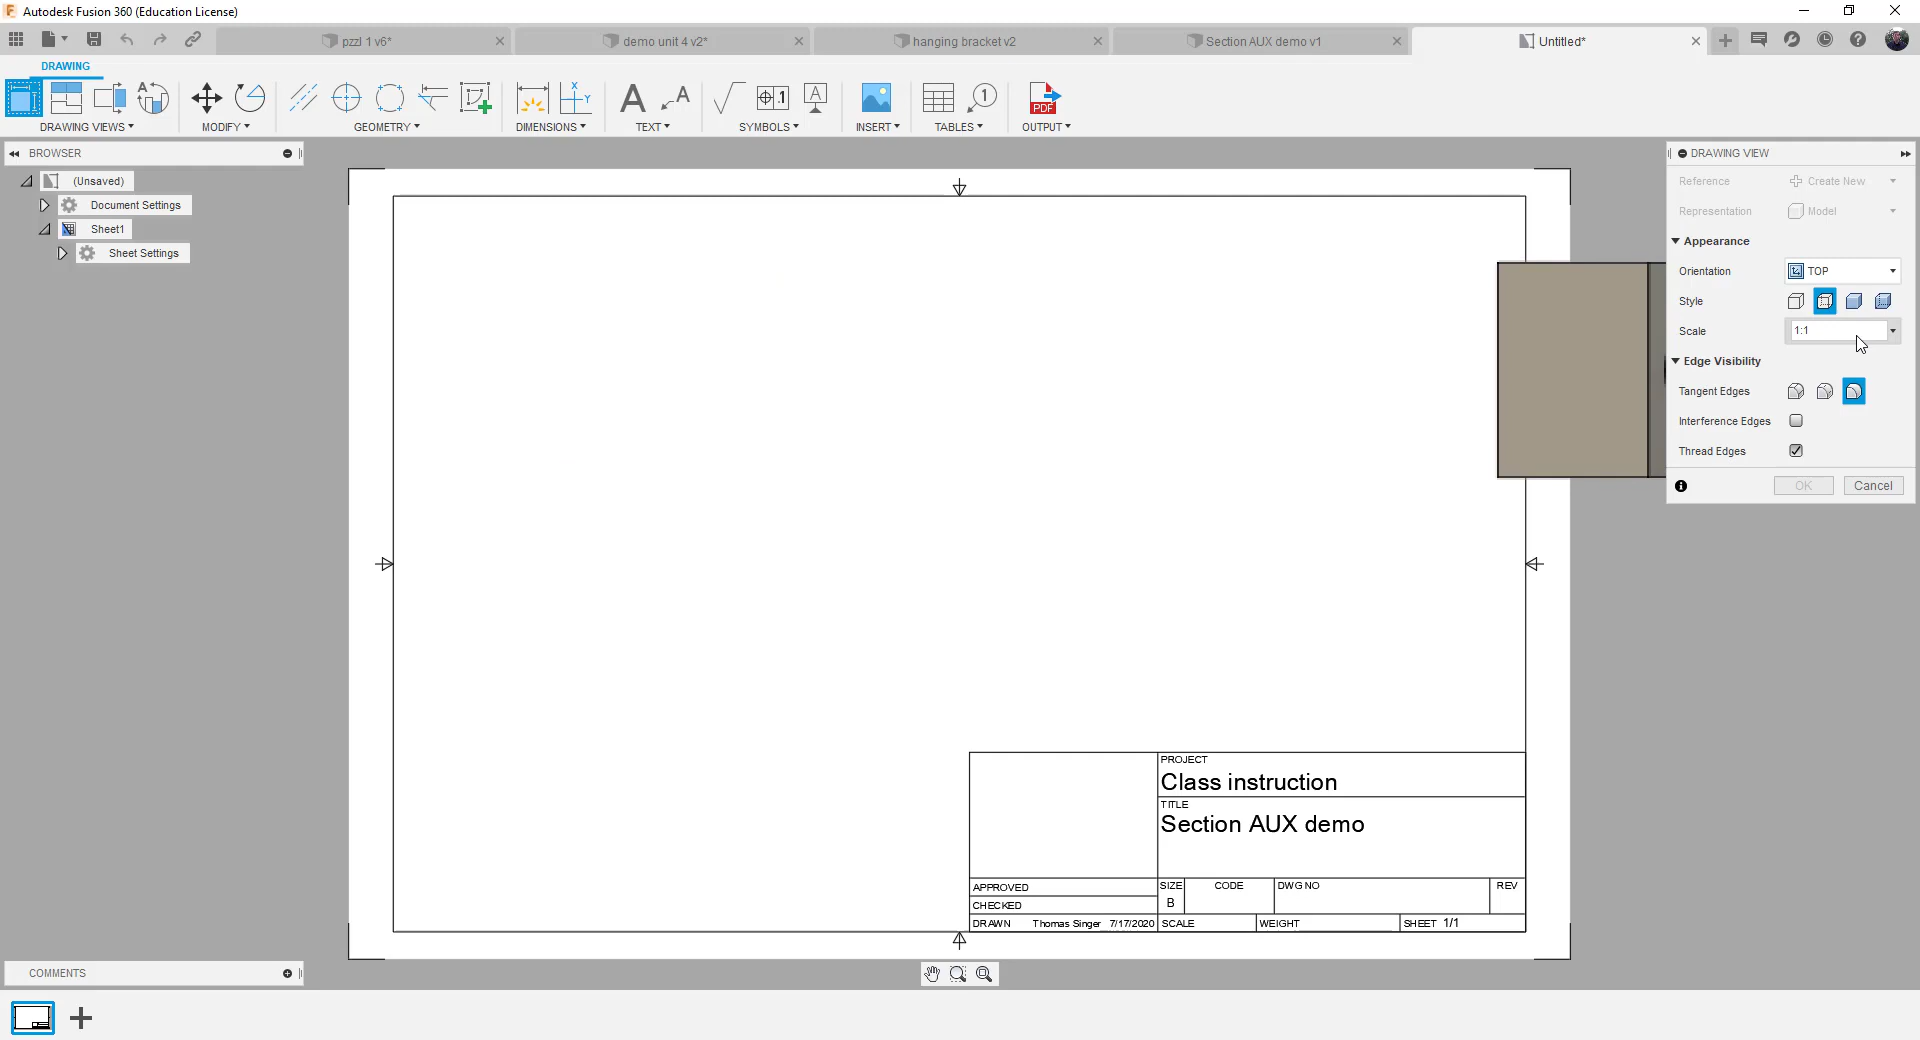 Autodesk Fusion 360 (Education License)
pzzl 1 v6*
demo unit 4 v2*
hanging bracket v2
Section AUX demo v1
Untitled*
DRAWING
DRAWING VIEWS
MODIFY
GEOMETRY
DIMENSIONS
TEXT
SYMBOLS
INSERT
TABLES
OUTPUT
BROWSER
(Unsaved)
Document Settings
Sheet1
Sheet Settings
DRAWING VIEW
Reference Create New
Representation Model
Appearance
Orientation TOP
Style
Scale 1:1
Edge Visibility
Tangent Edges
Interference Edges
Thread Edges
OK Cancel
PROJECT
Class instruction
TITLE
Section AUX demo
APPROVED
CHECKED
DRAWN Thomas Singer 7/17/2020
SIZE CODE DWG NO REV
B
SCALE WEIGHT SHEET 1/1
COMMENTS